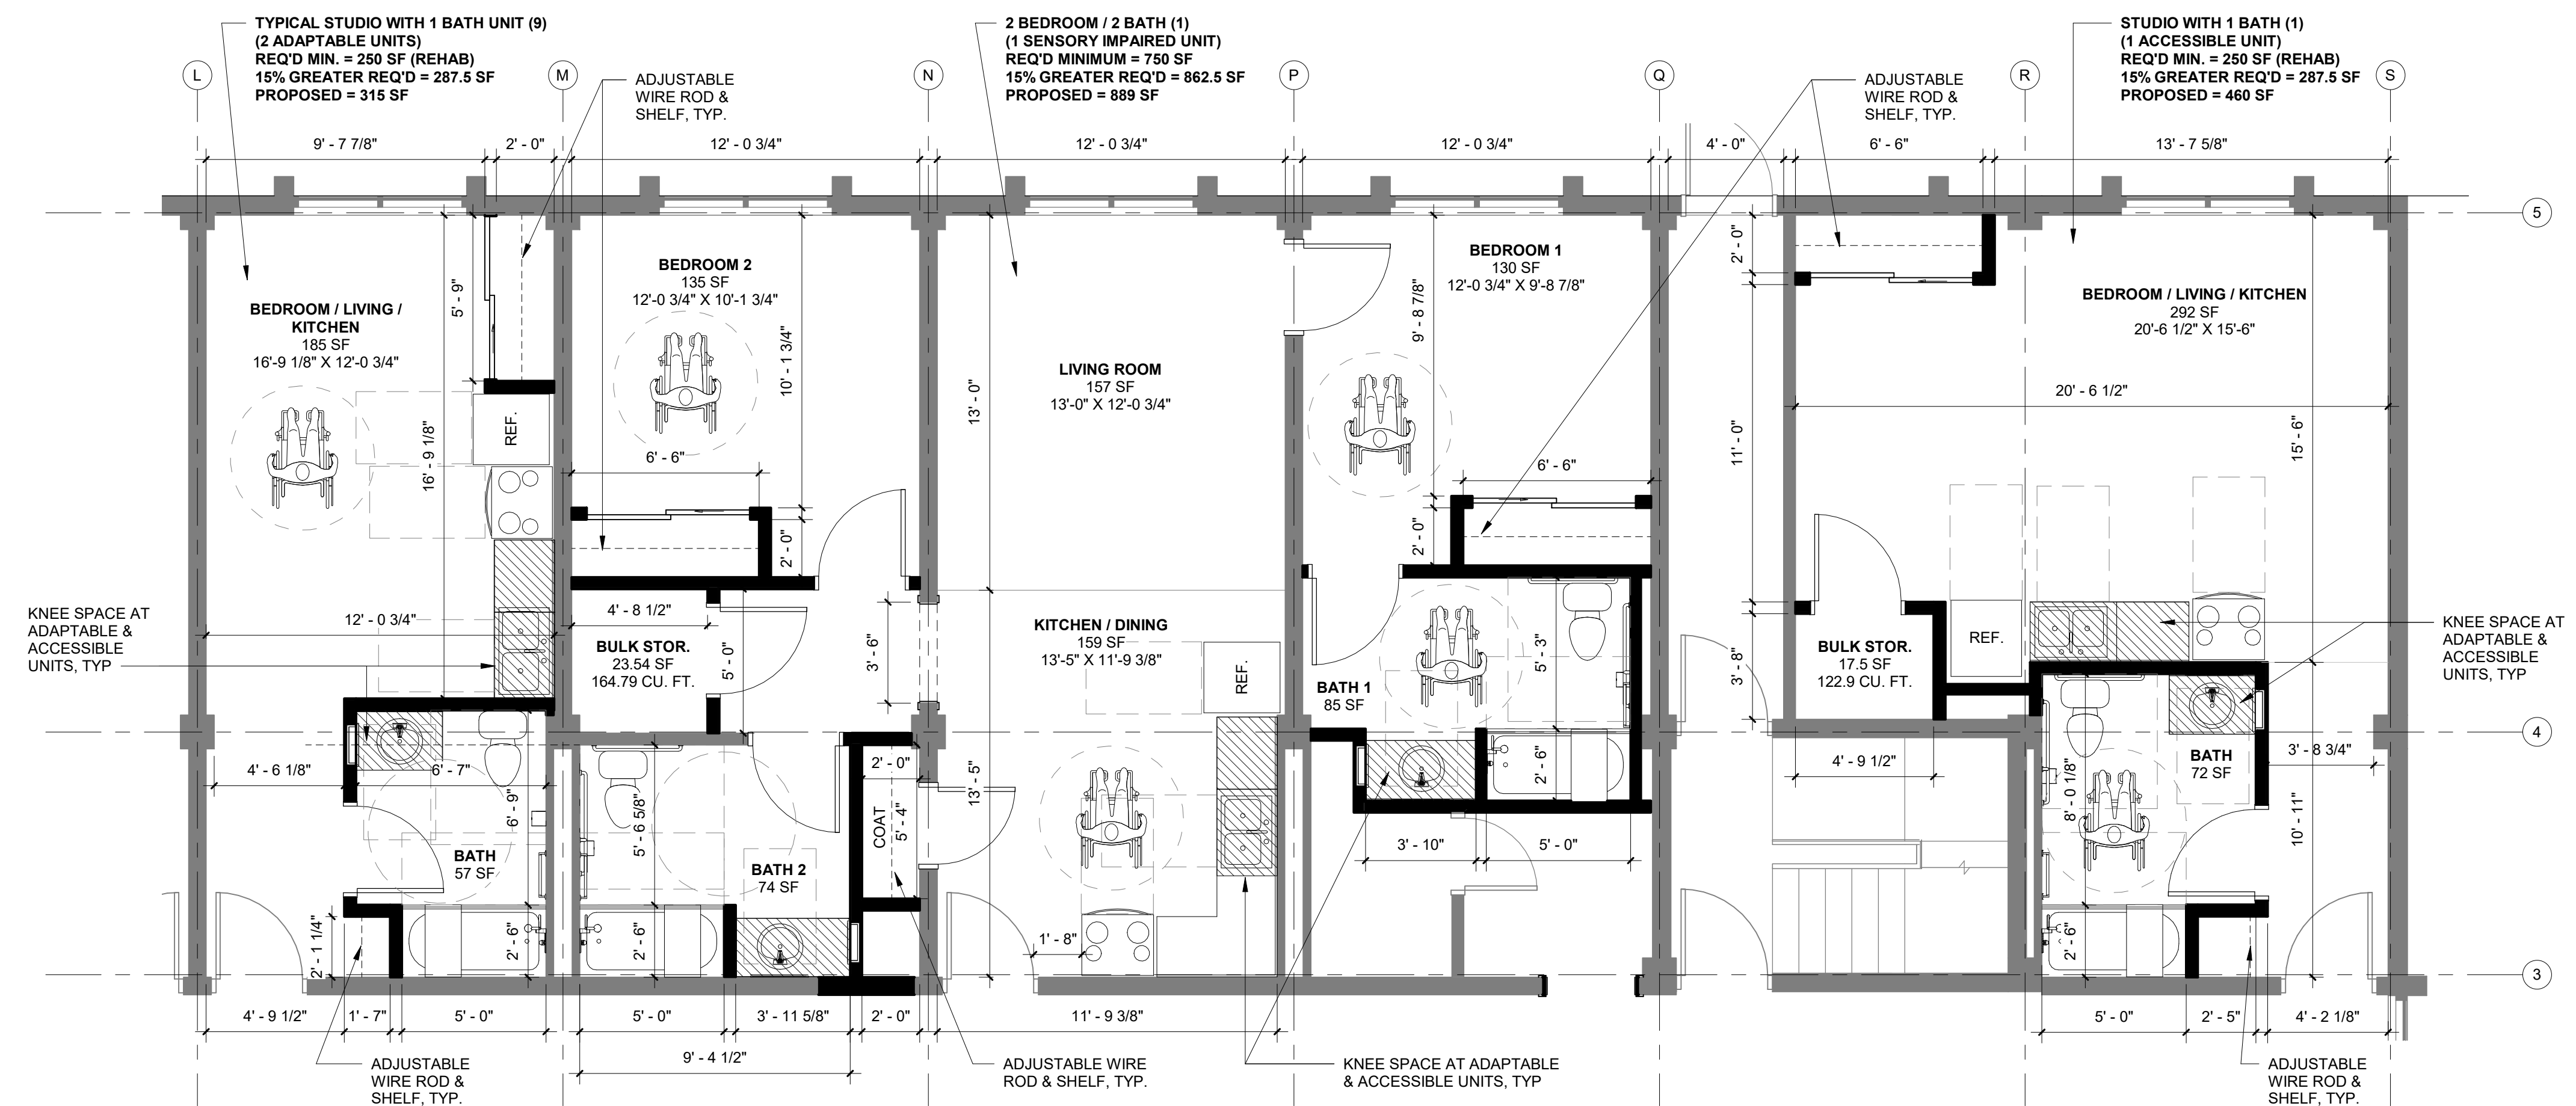 TYPICAL STUDIO WITH 1 BATH UNIT (9)
(2 ADAPTABLE UNITS)
REQ'D MIN. = 250 SF (REHAB)
15% GREATER REQ'D = 287.5 SF
PROPOSED = 315 SF
2 BEDROOM / 2 BATH (1)
(1 SENSORY IMPAIRED UNIT)
REQ'D MINIMUM = 750 SF
15% GREATER REQ'D = 862.5 SF
PROPOSED = 889 SF
STUDIO WITH 1 BATH (1)
(1 ACCESSIBLE UNIT)
REQ'D MIN. = 250 SF (REHAB)
15% GREATER REQ'D = 287.5 SF
PROPOSED = 460 SF
L
M
N
P
Q
R
S
ADJUSTABLE
WIRE ROD &
SHELF, TYP.
ADJUSTABLE
WIRE ROD &
SHELF, TYP.
9' - 7 7/8"
2' - 0"
12' - 0 3/4"
12' - 0 3/4"
12' - 0 3/4"
4' - 0"
6' - 6"
13' - 7 5/8"
5
4
3
BEDROOM / LIVING /
KITCHEN
185 SF
16'-9 1/8" X 12'-0 3/4"
5' - 9"
16' - 9 1/8"
REF.
12' - 0 3/4"
KNEE SPACE AT
ADAPTABLE &
ACCESSIBLE
UNITS, TYP
4' - 6 1/8"
6' - 7"
6' - 9"
BATH
57 SF
2' - 6"
2' - 1 1/4"
4' - 9 1/2"
1' - 7"
5' - 0"
ADJUSTABLE
WIRE ROD &
SHELF, TYP.
BEDROOM 2
135 SF
12'-0 3/4" X 10'-1 3/4"
10' - 1 3/4"
6' - 6"
2' - 0"
4' - 8 1/2"
BULK STOR.
23.54 SF
164.79 CU. FT.
5' - 0"
3' - 6"
5' - 6 5/8"
2' - 6"
BATH 2
74 SF
2' - 0"
COAT
5' - 4"
5' - 0"
3' - 11 5/8"
2' - 0"
9' - 4 1/2"
ADJUSTABLE WIRE
ROD & SHELF, TYP.
13' - 0"
LIVING ROOM
157 SF
13'-0" X 12'-0 3/4"
KITCHEN / DINING
159 SF
13'-5" X 11'-9 3/8"
REF.
13' - 5"
1' - 8"
11' - 9 3/8"
KNEE SPACE AT ADAPTABLE
& ACCESSIBLE UNITS, TYP
BEDROOM 1
130 SF
12'-0 3/4" X 9'-8 7/8"
9' - 8 7/8"
6' - 6"
2' - 0"
BATH 1
85 SF
5' - 3"
2' - 6"
3' - 10"
5' - 0"
2' - 0"
11' - 0"
3' - 8"
BEDROOM / LIVING / KITCHEN
292 SF
20'-6 1/2" X 15'-6"
20' - 6 1/2"
15' - 6"
BULK STOR.
17.5 SF
122.9 CU. FT.
REF.
4' - 9 1/2"
KNEE SPACE AT
ADAPTABLE &
ACCESSIBLE
UNITS, TYP
BATH
72 SF
8' - 0 1/8"
3' - 8 3/4"
10' - 11"
2' - 6"
5' - 0"
2' - 5"
4' - 2 1/8"
ADJUSTABLE
WIRE ROD &
SHELF, TYP.